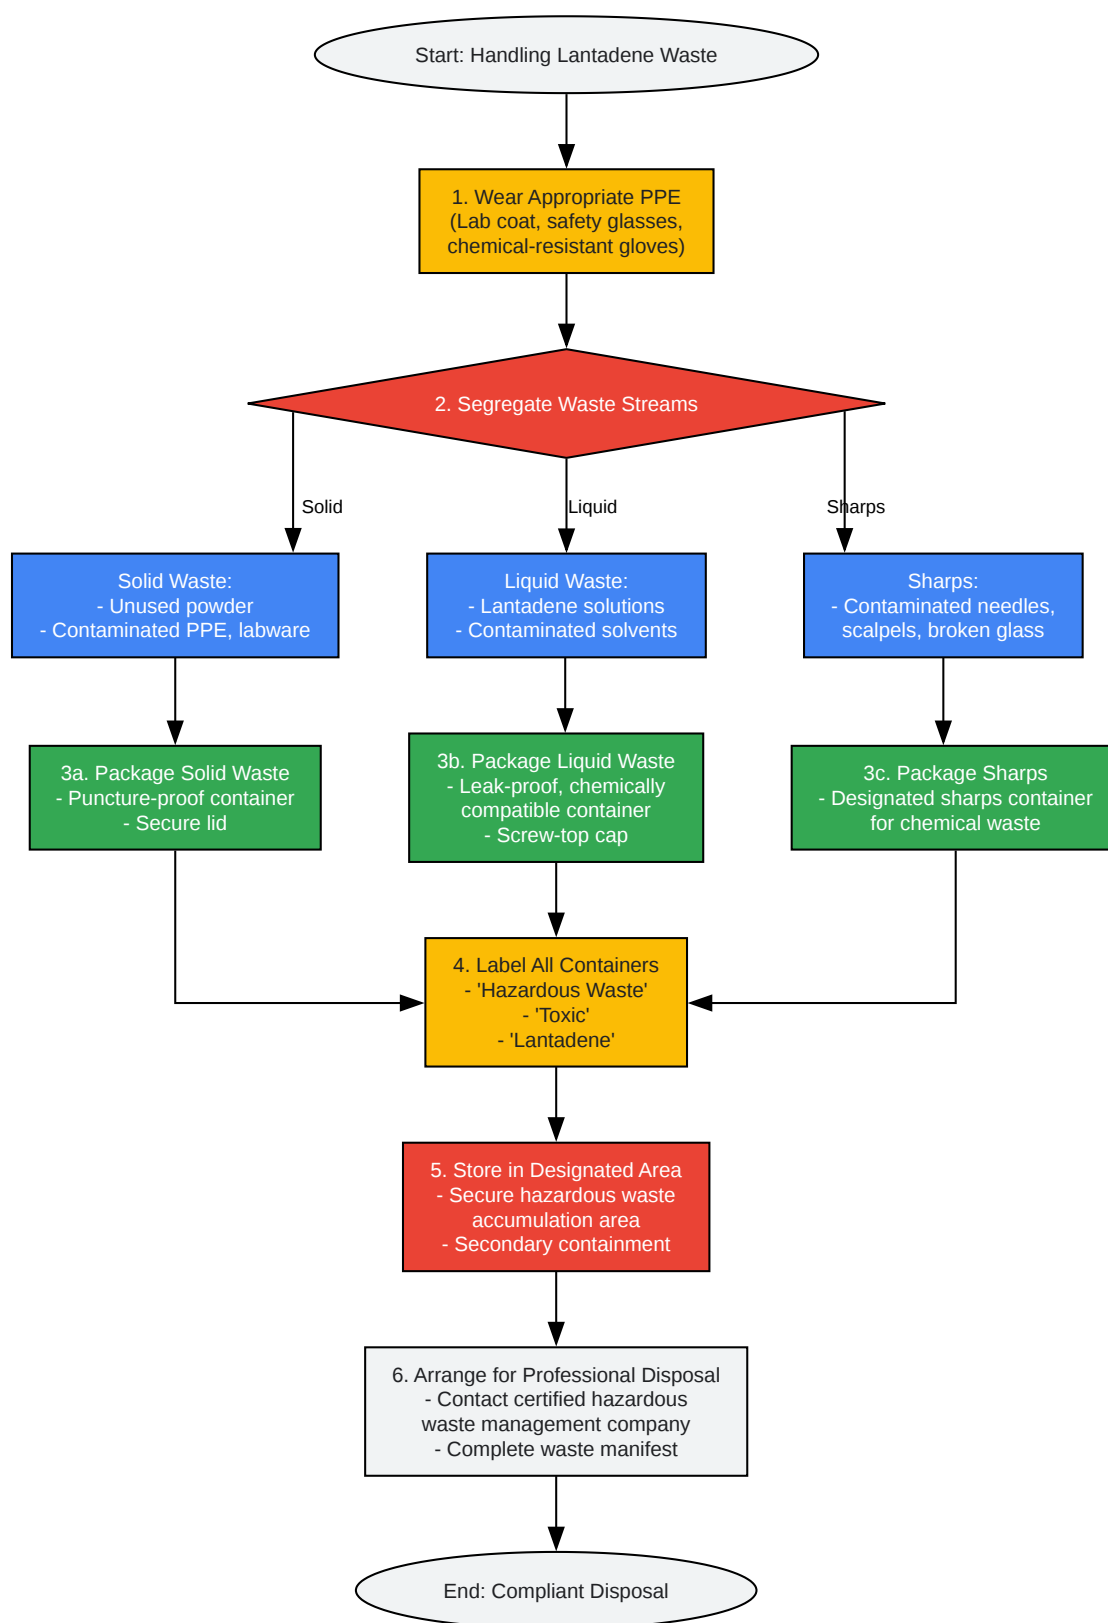 Start: Handling Lantadene Waste
1. Wear Appropriate PPE
(Lab coat, safety glasses,
chemical-resistant gloves)
2. Segregate Waste Streams
Solid
Liquid
Sharps
Solid Waste:
- Unused powder
- Contaminated PPE, labware
Liquid Waste:
- Lantadene solutions
- Contaminated solvents
Sharps:
- Contaminated needles,
scalpels, broken glass
3a. Package Solid Waste
- Puncture-proof container
- Secure lid
3b. Package Liquid Waste
- Leak-proof, chemically
compatible container
- Screw-top cap
3c. Package Sharps
- Designated sharps container
for chemical waste
4. Label All Containers
- 'Hazardous Waste'
- 'Toxic'
- 'Lantadene'
5. Store in Designated Area
- Secure hazardous waste
accumulation area
- Secondary containment
6. Arrange for Professional Disposal
- Contact certified hazardous
waste management company
- Complete waste manifest
End: Compliant Disposal